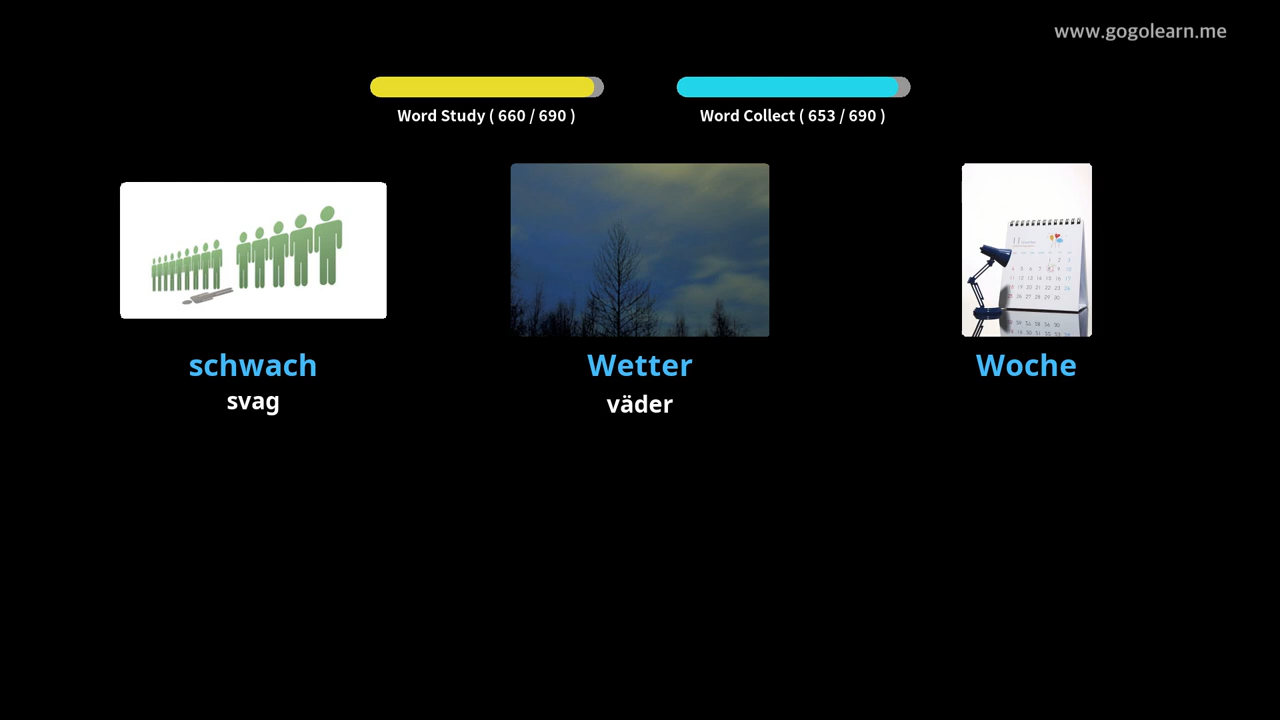 www.gogolearn.me
Word Study ( 660 / 690 )
Word Collect ( 653 / 690 )
schwach
svag
Wetter
väder
Woche